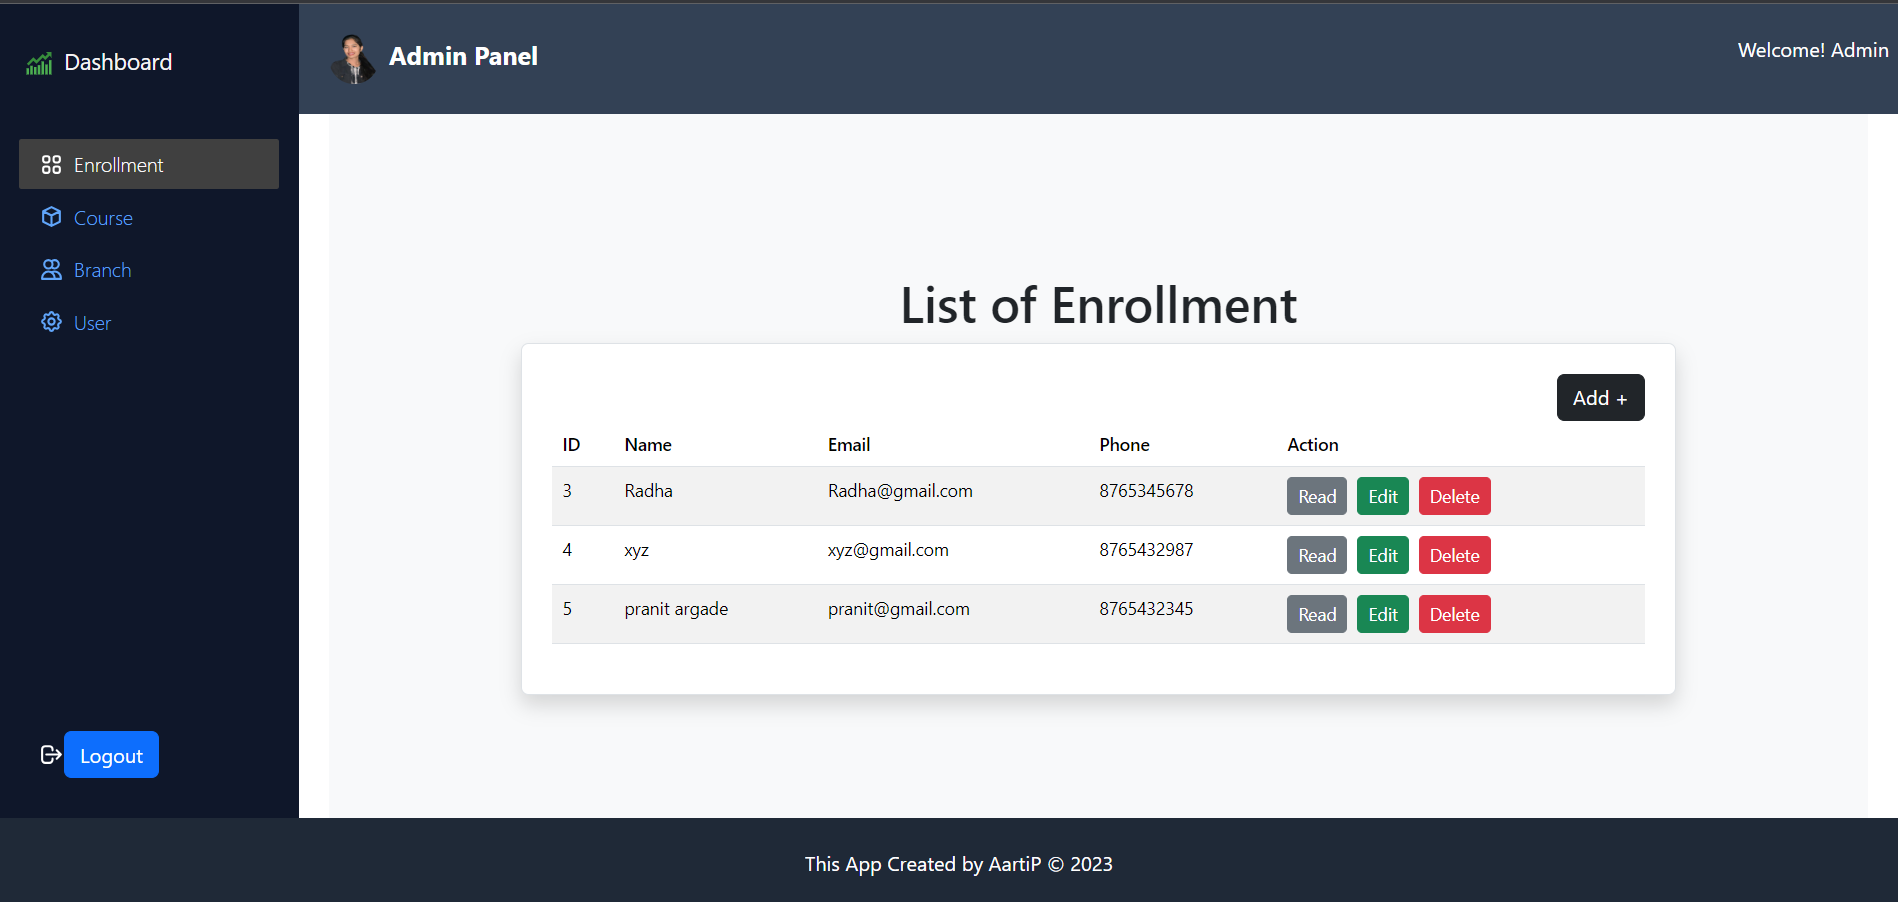 Dashboard
Admin Panel
Welcome! Admin
Enrollment
Course
Branch
User
Logout
List of Enrollment
Add +
ID Name Email Phone Action
3 Radha Radha@gmail.com 8765345678 Read Edit Delete
4 xyz xyz@gmail.com 8765432987 Read Edit Delete
5 pranit argade pranit@gmail.com 8765432345 Read Edit Delete
This App Created by AartiP © 2023